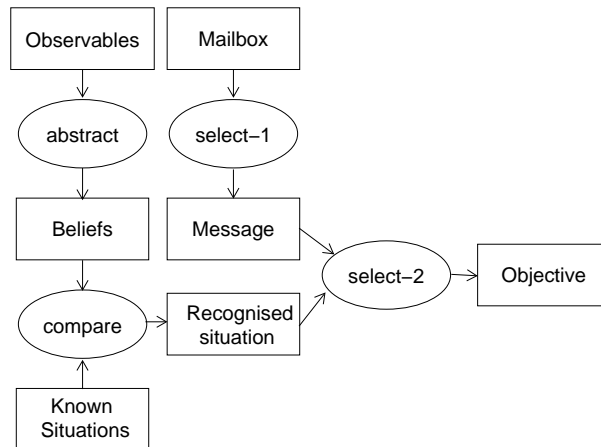 Observables
Mailbox
abstract
select−1
Beliefs
Message
select−2
Objective
compare
Recognised
situation
Known
Situations